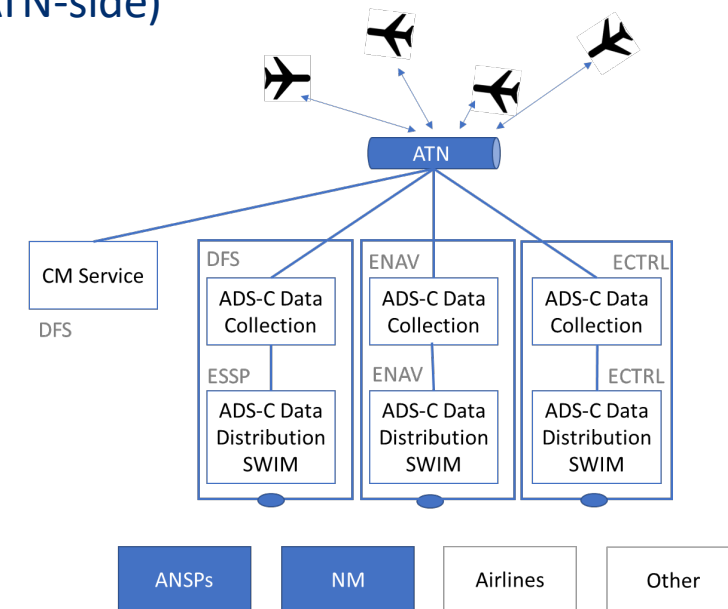 ATN-side)
ATN
CM Service
DFS
DFS
ADS-C Data
Collection
ESSP
ADS-C Data
Distribution
SWIM
ENAV
ADS-C Data
Collection
ENAV
ADS-C Data
Distribution
SWIM
ECTRL
ADS-C Data
Collection
ECTRL
ADS-C Data
Distribution
SWIM
ANSPs
NM
Airlines
Other